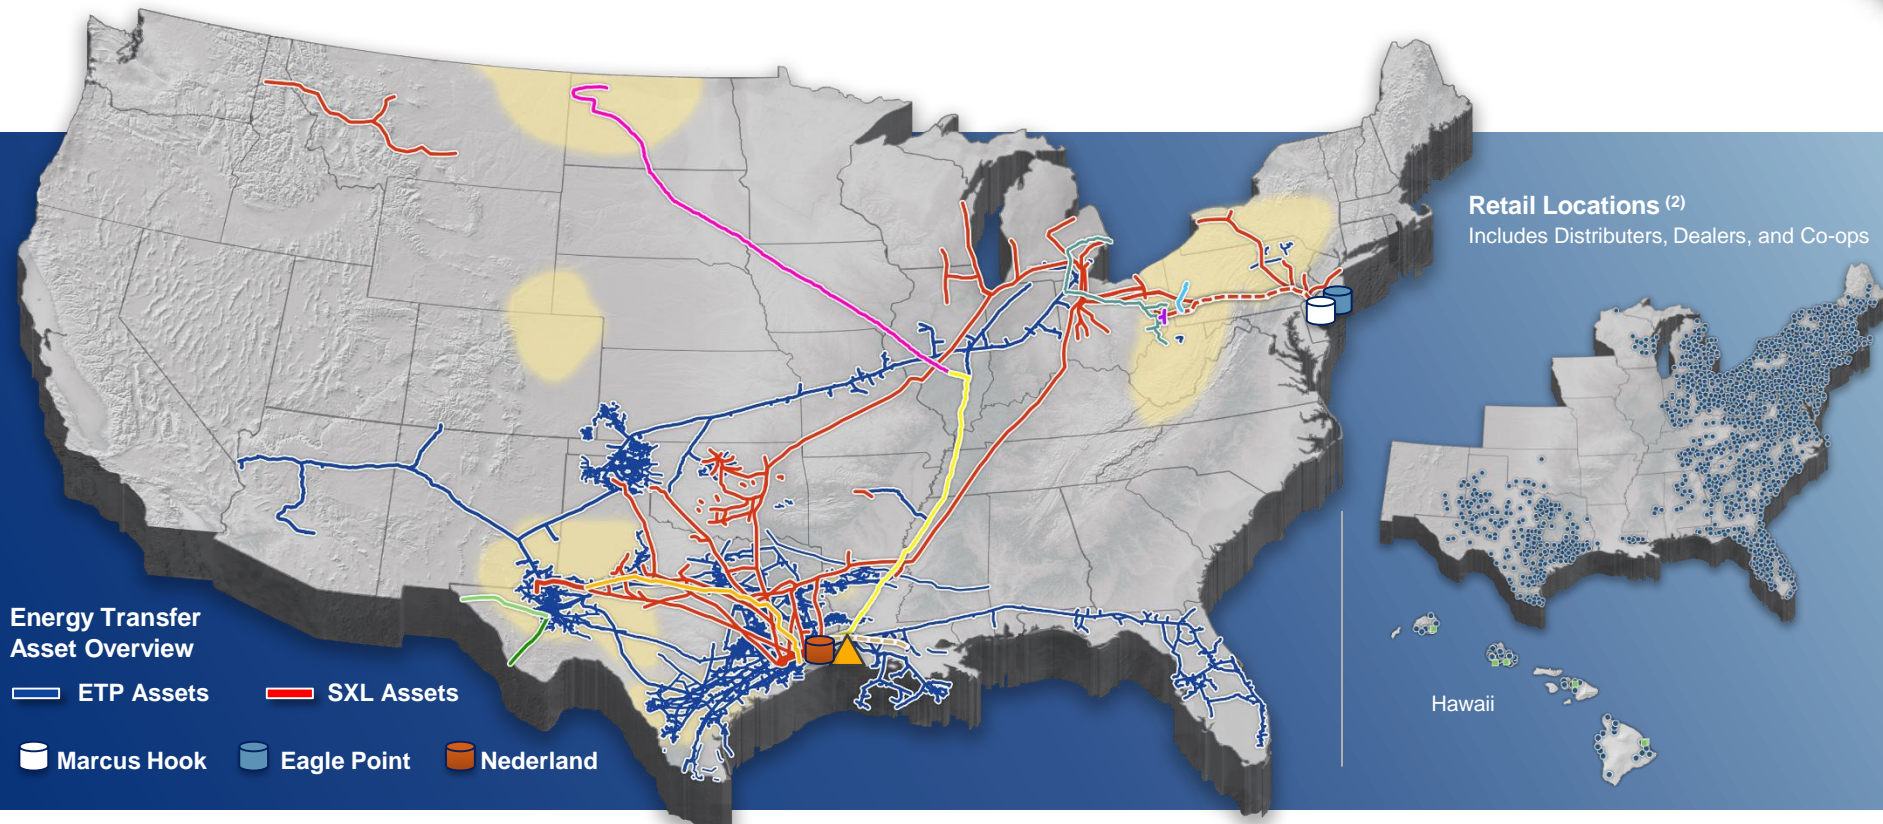 Retail Locations (2)
Includes Distributers, Dealers, and Co-ops
Energy Transfer
Asset Overview
ETP Assets
SXL Assets
Hawaii
Marcus Hook
Eagle Point
Nederland